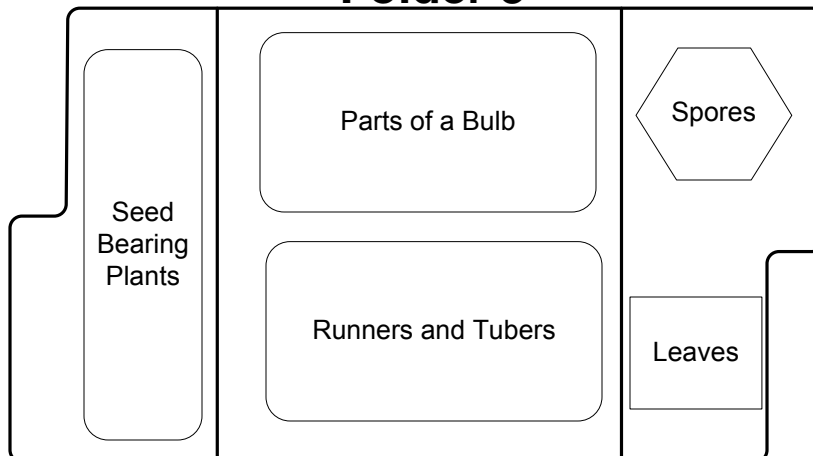 Parts of a Bulb
Spores
Seed
Bearing
Plants
Runners and Tubers
Leaves